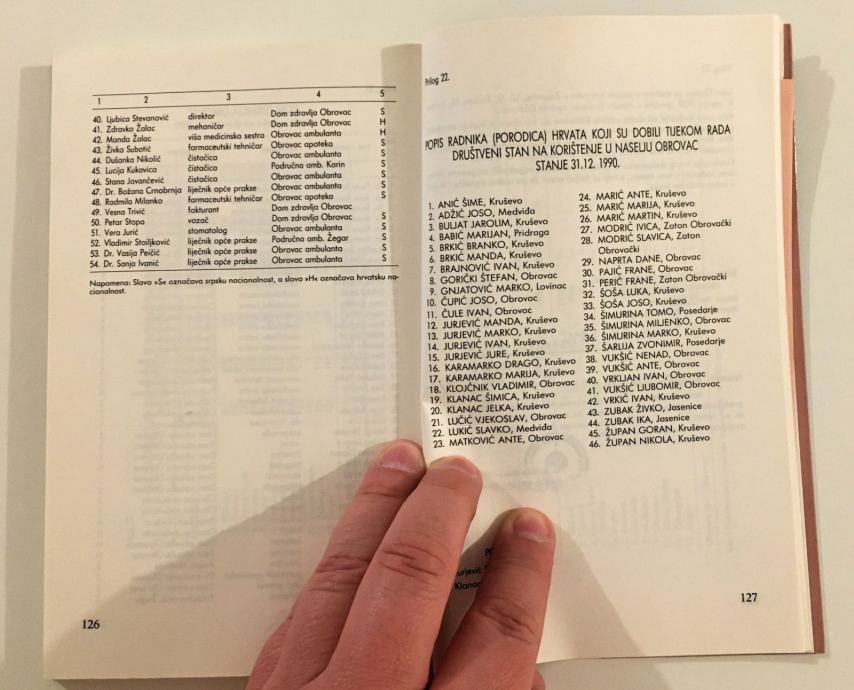 1 2 3 4 5
40. Ljubica Stevanović direktor Dom zdravlja Obrovac S
41. Zdravko Žalac mehaničar Dom zdravlja Obrovac H
42. Manda Žalac viša medicinska sestra Obrovac ambulanta H
43. Živka Subotić farmaceutski tehničar Obrovac apoteka S
44. Dušanka Nikolić čistačica Obrovac ambulanta S
45. Lucija Kukavica čistačica Područna amb. Karin S
46. Stana Jovančević čistačica Obrovac ambulanta S
47. Dr. Božana Crnobrnja liječnik opće prakse Obrovac ambulanta S
48. Radmila Milanko farmaceutski tehničar Obrovac apoteka S
49. Vesna Trivić fakturant Dom zdravlja Obrovac
50. Petar Stopa vozač Dom zdravlja Obrovac S
51. Vera Jurić stomatolog Obrovac ambulanta S
52. Vladimir Stoiljković liječnik opće prakse Područna amb. Žegar S
53. Dr. Vasija Peičić liječnik opće prakse Obrovac ambulanta S
54. Dr. Sanja Ivanić liječnik opće prakse Obrovac ambulanta S
Napomena: Slovo »S« označava srpsku nacionalnost, a slovo »H« označava hrvatsku na-
cionalnost.
126
Prilog 22.
POPIS RADNIKA (PORODICA) HRVATA KOJI SU DOBILI TIJEKOM RADA
DRUŠTVENI STAN NA KORIŠTENJE U NASELJU OBROVAC
STANJE 31.12. 1990.
1. ANIĆ ŠIME, Kruševo
2. ADŽIĆ JOSO, Medvida
3. BULJAT JAROLIM, Kruševo
4. BABIĆ MARIJAN, Pridraga
5. BRKIĆ BRANKO, Kruševo
6. BRKIĆ MANDA, Kruševo
7. BRAJNOVIĆ IVAN, Kruševo
8. GORIČKI ŠTEFAN, Obrovac
9. GNJATOVIĆ MARKO, Lovinac
10. ČUPIĆ JOSO, Obrovac
11. ČULE IVAN, Obrovac
12. JURJEVIĆ MANDA, Kruševo
13. JURJEVIĆ MARKO, Kruševo
14. JURJEVIĆ IVAN, Kruševo
15. JURJEVIĆ JURE, Kruševo
16. KARAMARKO DRAGO, Kruševo
17. KARAMARKO MARIJA, Kruševo
18. KLOJČNIK VLADIMIR, Obrovac
19. KLANAC ŠIMICA, Kruševo
20. KLANAC JELKA, Kruševo
21. LUČIĆ VJEKOSLAV, Obrovac
22. LUKIĆ SLAVKO, Medvida
23. MATKOVIĆ ANTE, Obrovac
24. MARIĆ ANTE, Kruševo
25. MARIĆ MARIJA, Kruševo
26. MARIĆ MARTIN, Kruševo
27. MODRIĆ IVICA, Zaton Obrovački
28. MODRIĆ SLAVICA, Zaton
Obrovački
29. NAPRTA DANE, Obrovac
30. PAJIĆ FRANE, Obrovac
31. PERIĆ FRANE, Zaton Obrovački
32. ŠOŠA LUKA, Kruševo
33. ŠOŠA JOSO, Kruševo
34. ŠIMURINA TOMO, Posedarje
35. ŠIMURINA MILJENKO, Obrovac
36. ŠIMURINA MARKO, Kruševo
37. ŠARLIJA ZVONIMIR, Posedarje
38. VUKŠIĆ NENAD, Obrovac
39. VUKŠIĆ ANTE, Obrovac
40. VRKLJAN IVAN, Obrovac
41. VUKŠIĆ LJUBOMIR, Obrovac
42. VRKIĆ IVAN, Kruševo
43. ZUBAK ŽIVKO, Jasenice
44. ZUBAK IKA, Jasenice
45. ŽUPAN GORAN, Kruševo
46. ŽUPAN NIKOLA, Kruševo
127